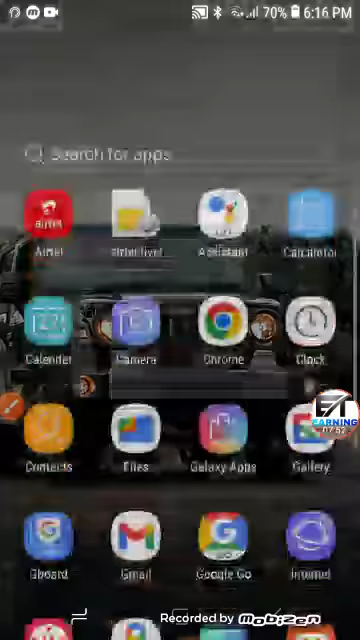 70% 6:16 PM
Search for apps
airtel
Airtel Assistant Calculator
Calendar Camera Chrome Clock
EARNING
Contacts Files Galaxy Apps Gallery
Gboard Gmail Google Go Internet
Recorded by MOBIZEN